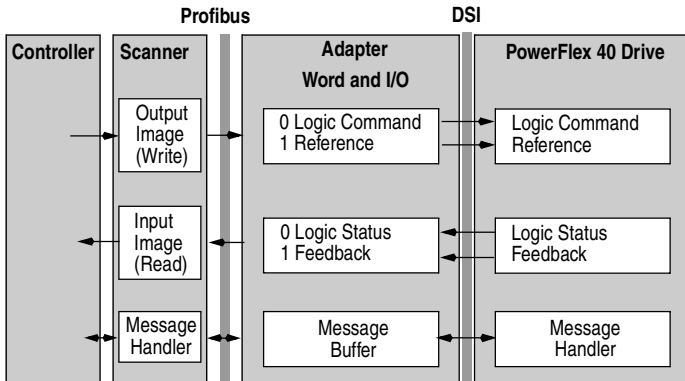 Profibus
DSI
Controller
Scanner
Adapter
Word and I/O
PowerFlex 40 Drive
Output
Image
(Write)
0 Logic Command
1 Reference
Logic Command
Reference
Input
Image
(Read)
0 Logic Status
1 Feedback
Logic Status
Feedback
Message
Handler
Message
Buffer
Message
Handler